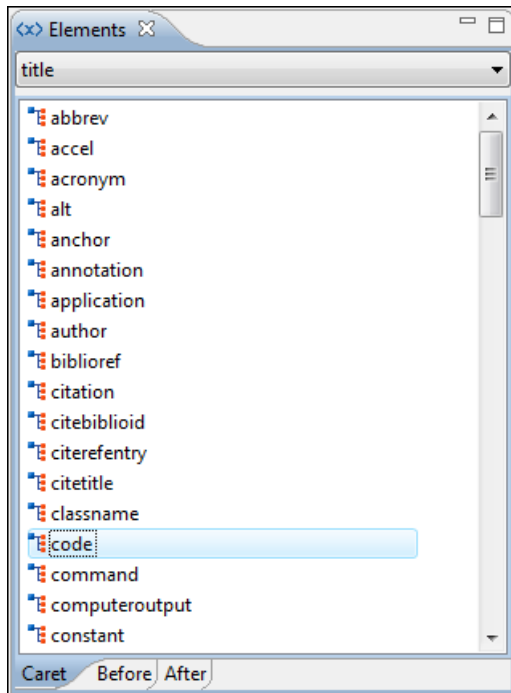 <x> Elements
title
abbrev
accel
acronym
alt
anchor
annotation
application
author
biblioref
citation
citebiblioid
citerefentry
citetitle
classname
code
command
computeroutput
constant
Caret Before After